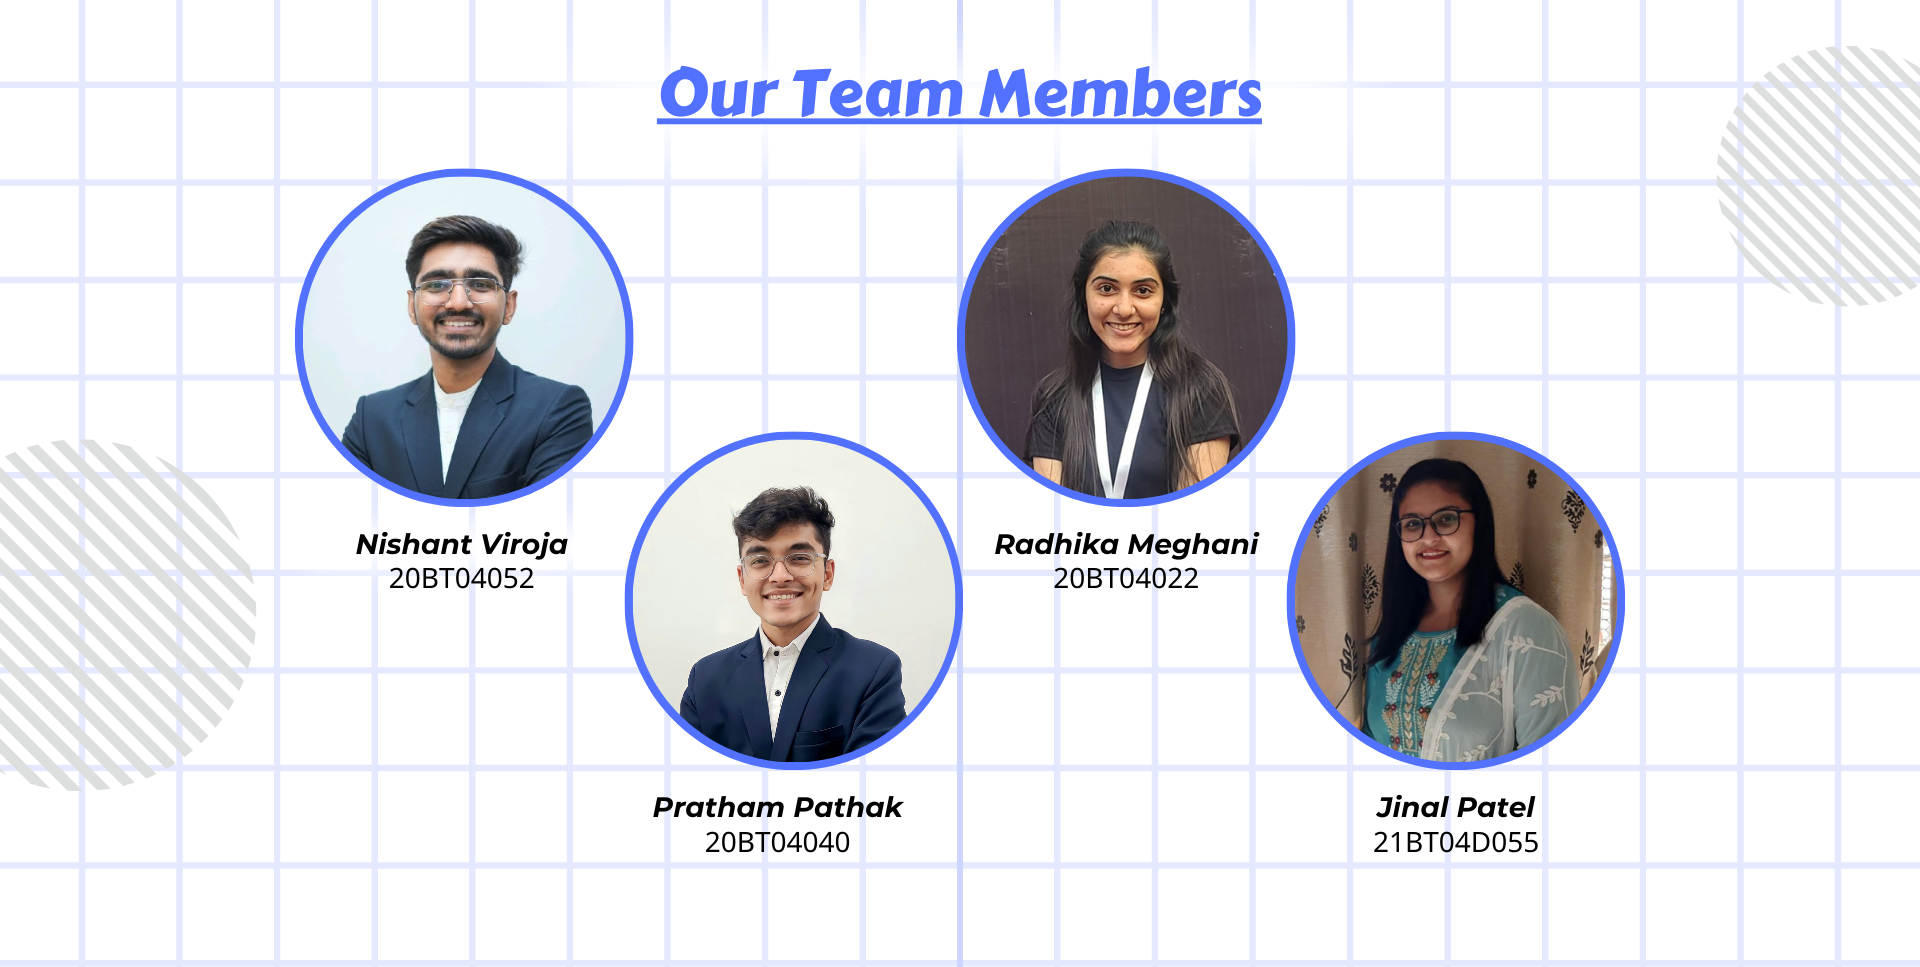 Our Team Members
Nishant Viroja
20BT04052
Radhika Meghani
20BT04022
Pratham Pathak
20BT04040
Jinal Patel
21BT04D055